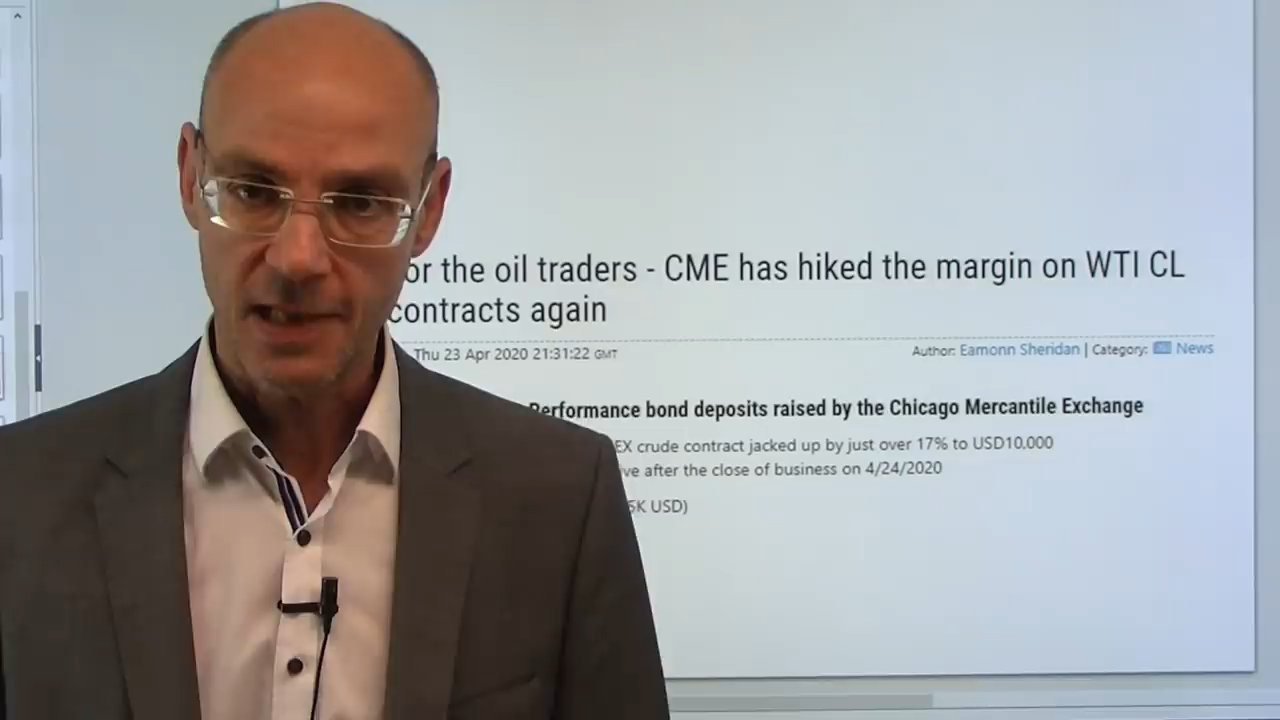 or the oil traders - CME has hiked the margin on WTI CL
contracts again
Thu 23 Apr 2020 21:31:22 GMT
Author: Eamonn Sheridan | Category: News
Performance bond deposits raised by the Chicago Mercantile Exchange
EX crude contract jacked up by just over 17% to USD10,000
ve after the close of business on 4/24/2020
5K USD)